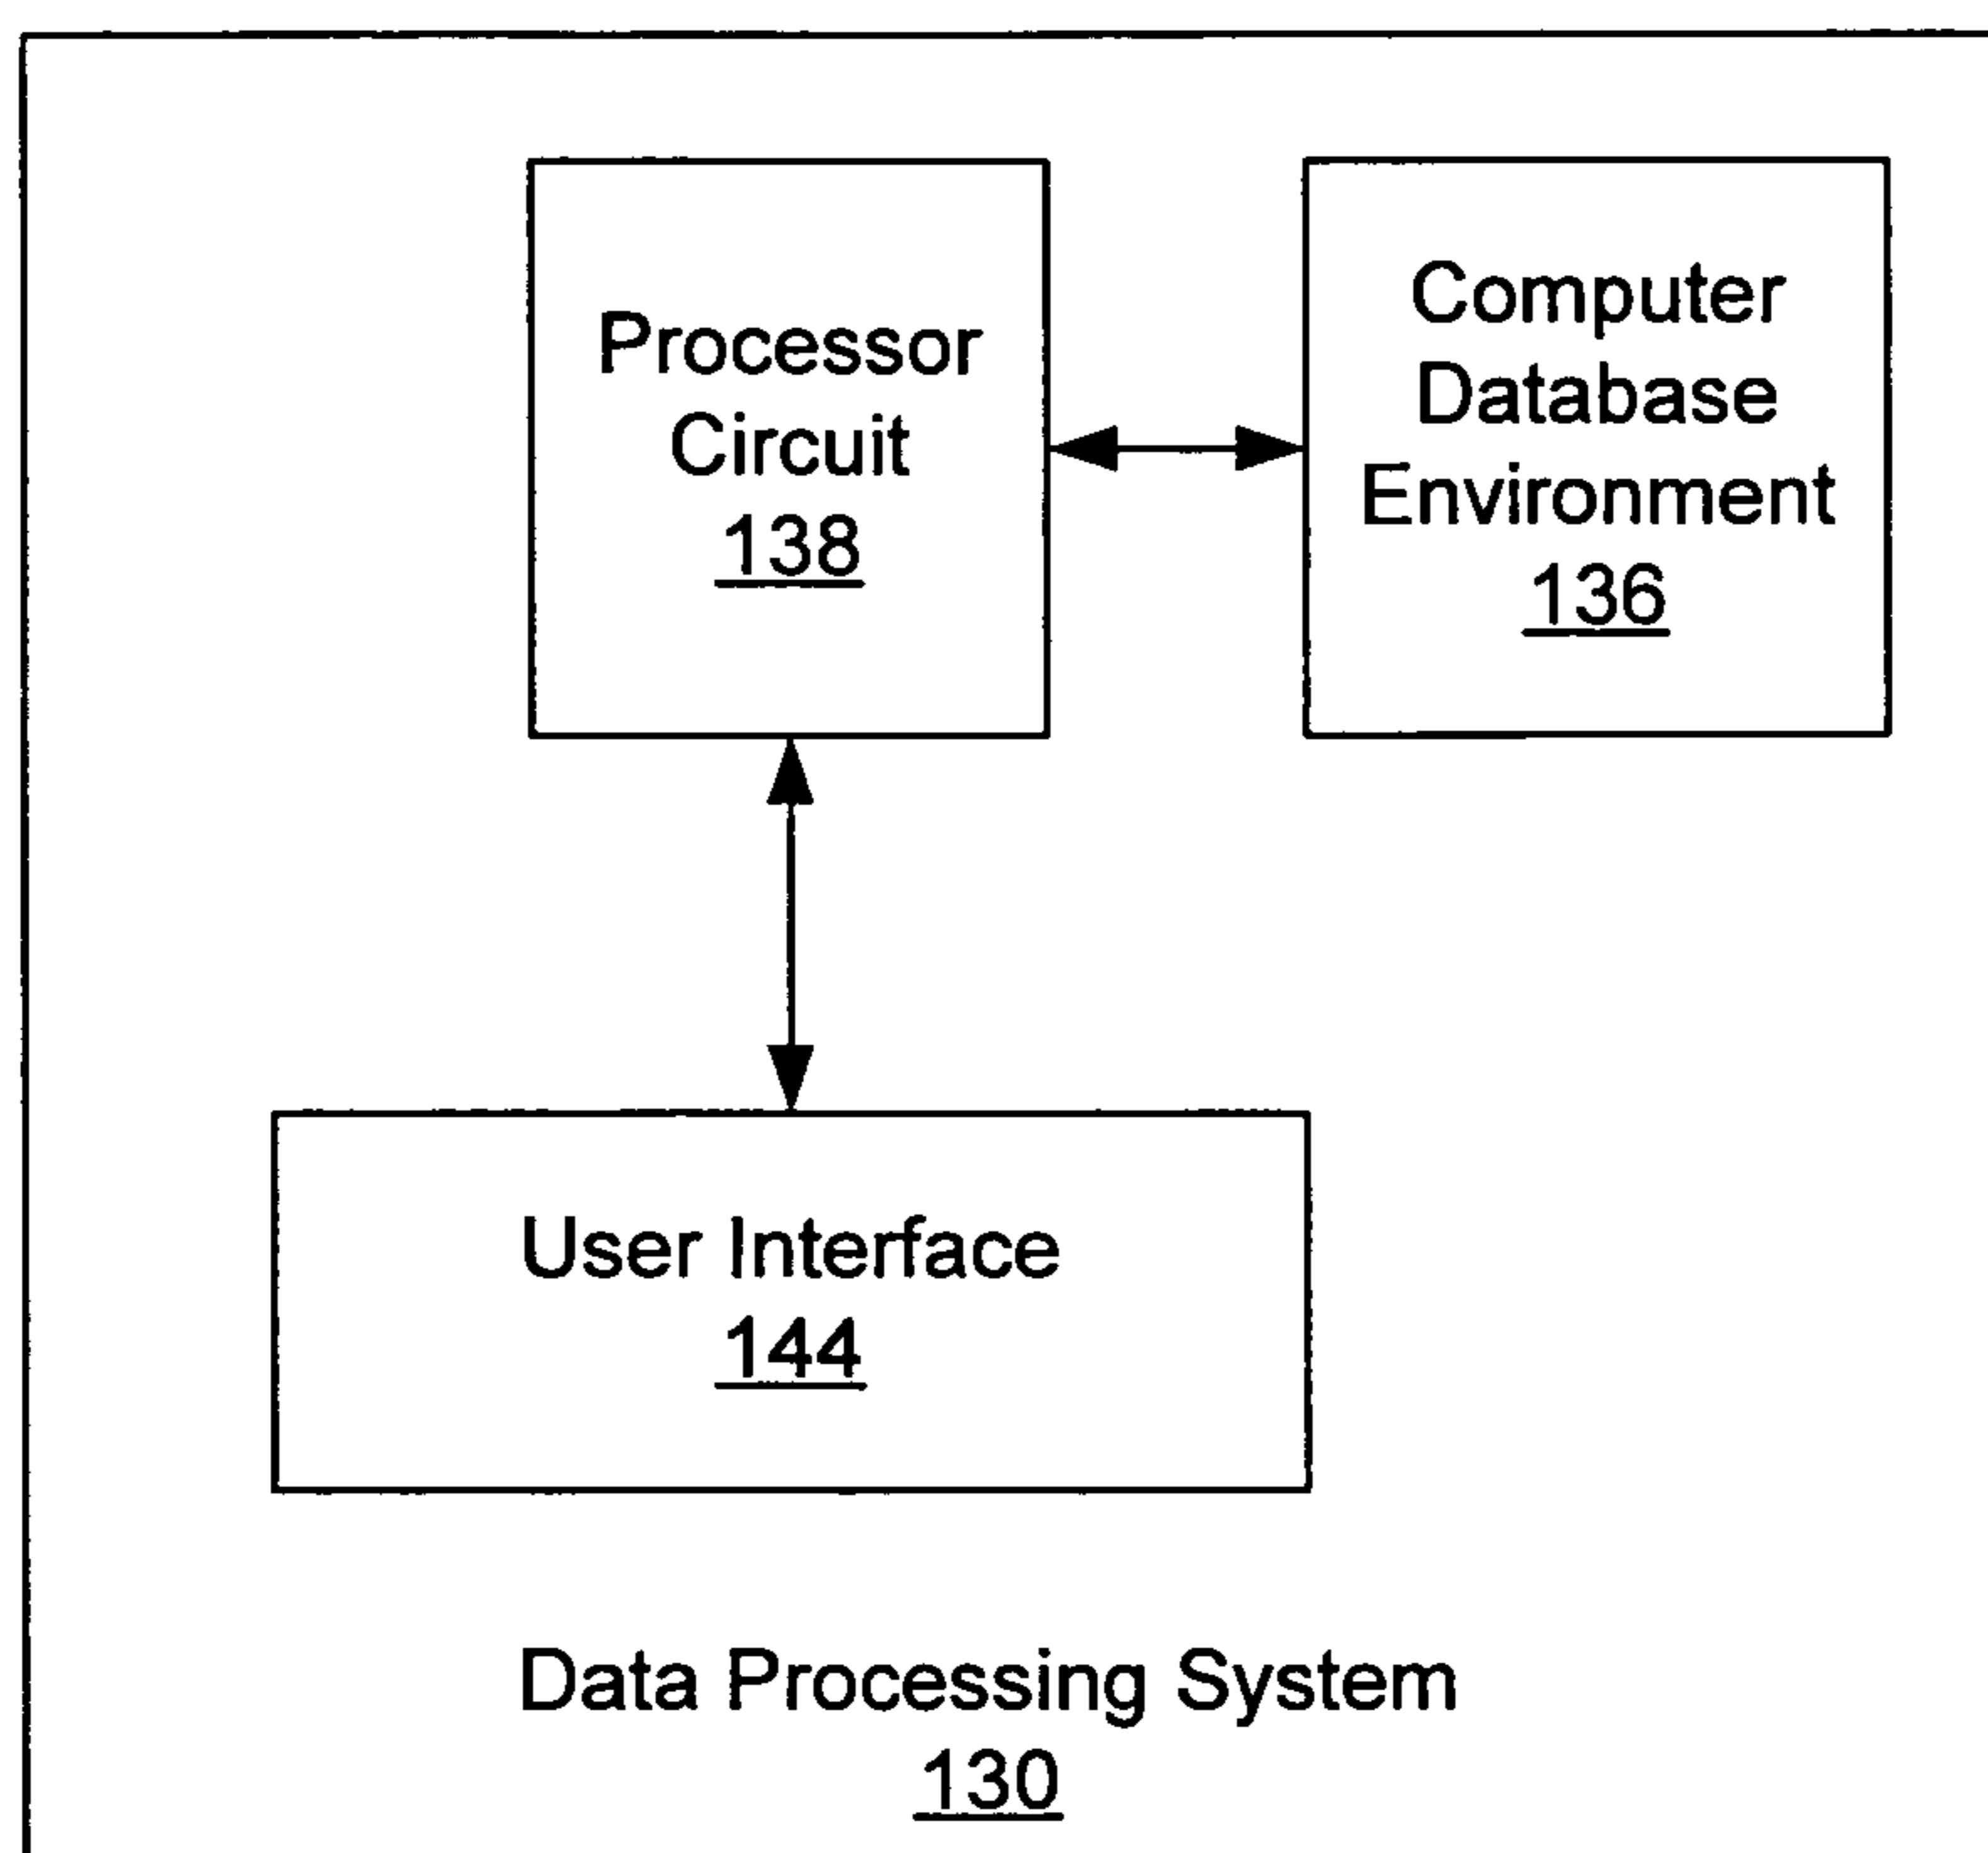 Processor
Circuit
138
Computer
Database
Environment
136
User Interface
144
Data Processing System
130